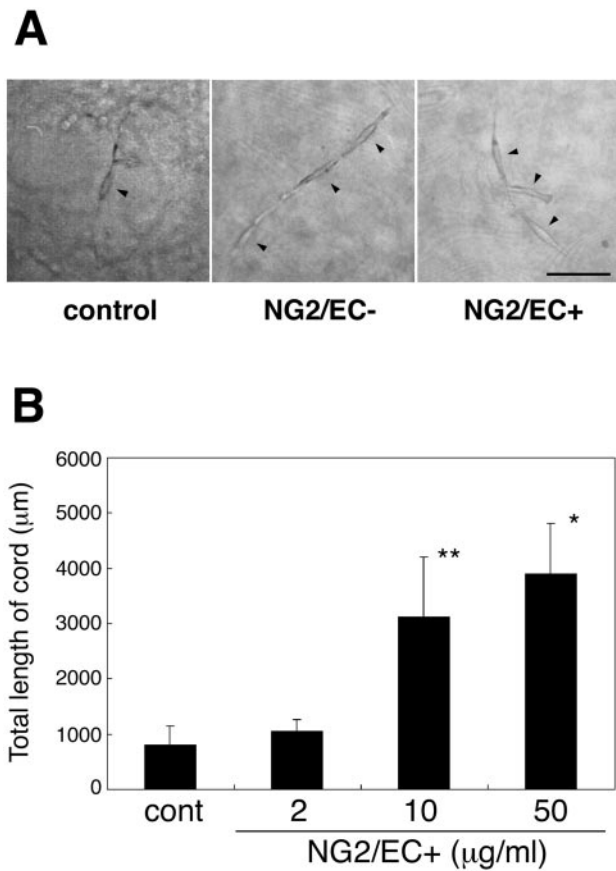 A
control NG2/EC- NG2/EC+
B
Total length of cord (μm)
6000
5000
4000
3000
2000
1000
0
** *
cont 2 10 50
NG2/EC+ (μg/ml)